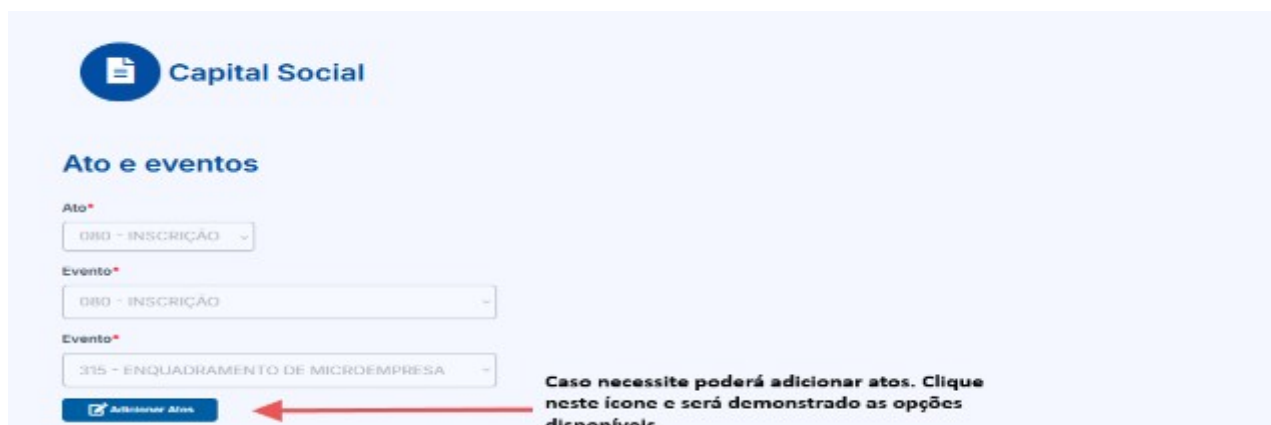 Capital Social
Ato e eventos
Ato*
080 - INSCRIÇÃO
Evento*
080 - INSCRIÇÃO
Evento*
315 - ENQUADRAMENTO DE MICROEMPRESA
Adicionar Atos
Caso necessite poderá adicionar atos. Clique
neste ícone e será demonstrado as opções
disponíveis